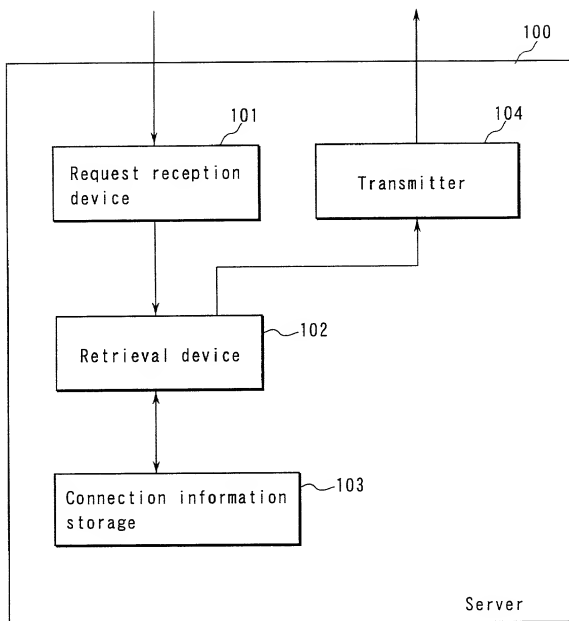 100
101
104
Request reception
device
Transmitter
102
Retrieval device
103
Connection information
storage
Server